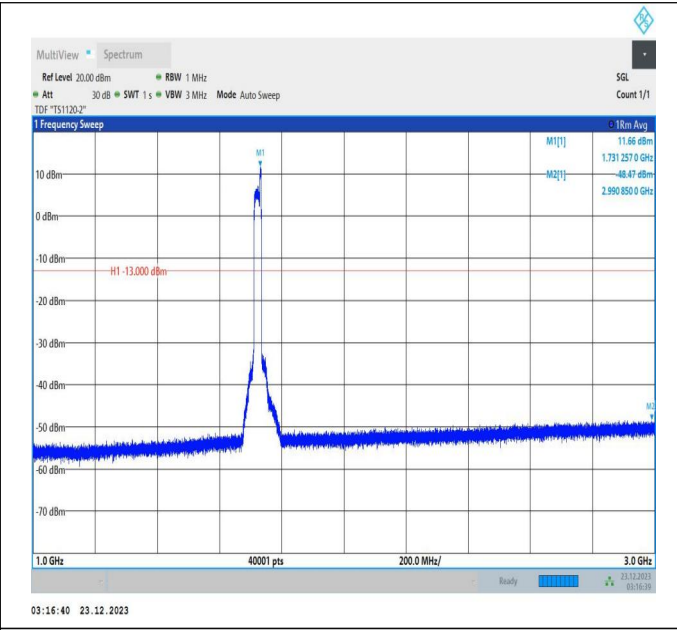 MultiView Spectrum
Ref Level 20.00 dBm RBW 1 MHz SGL
Att 30 dB SWT 1 s VBW 3 MHz Mode Auto Sweep Count 1/1
TDF "TS1120-2"
1 Frequency Sweep 1Rm Avg
M1[1] 11.66 dBm
1.731 257 0 GHz
M2[1] -48.47 dBm
2.990 850 0 GHz
M1
10 dBm
0 dBm
-10 dBm
H1 -13.000 dBm
-20 dBm
-30 dBm
-40 dBm
M2
-50 dBm
-60 dBm
-70 dBm
1.0 GHz 40001 pts 200.0 MHz/ 3.0 GHz
Ready 23.12.2023
03:16:39
03:16:40 23.12.2023